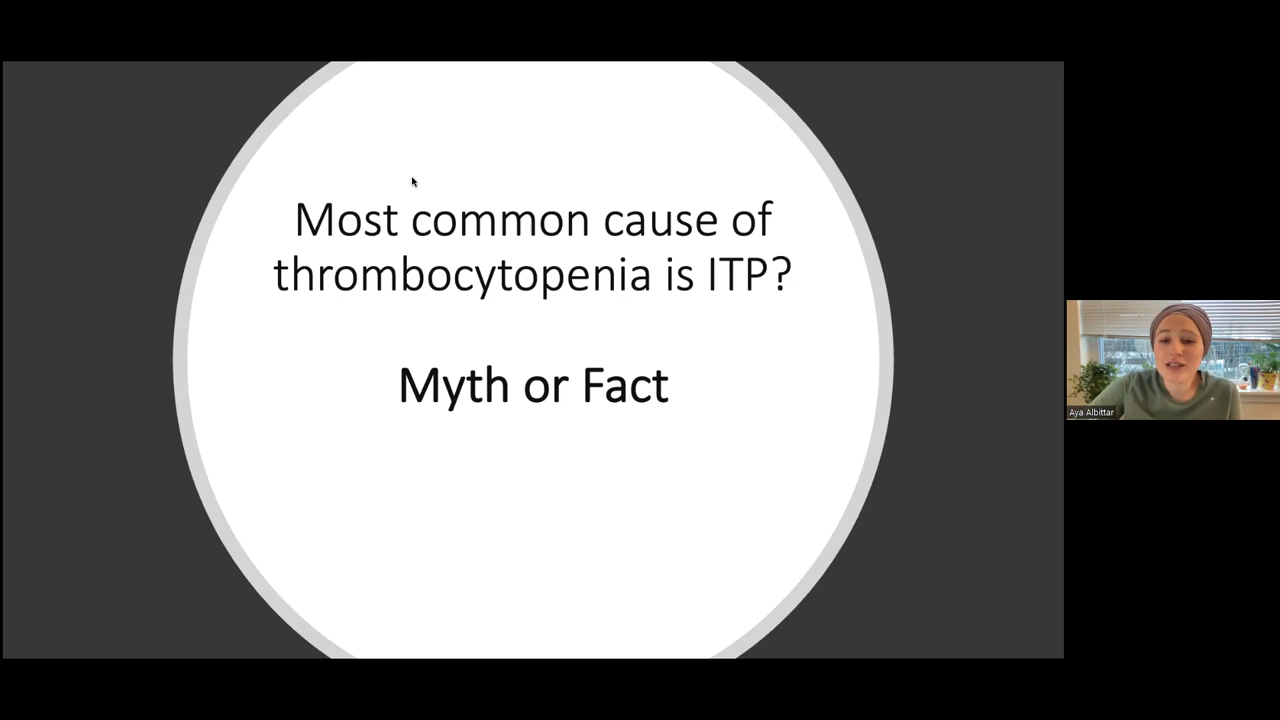 Most common cause of
thrombocytopenia is ITP?
Myth or Fact
Aya Albittar